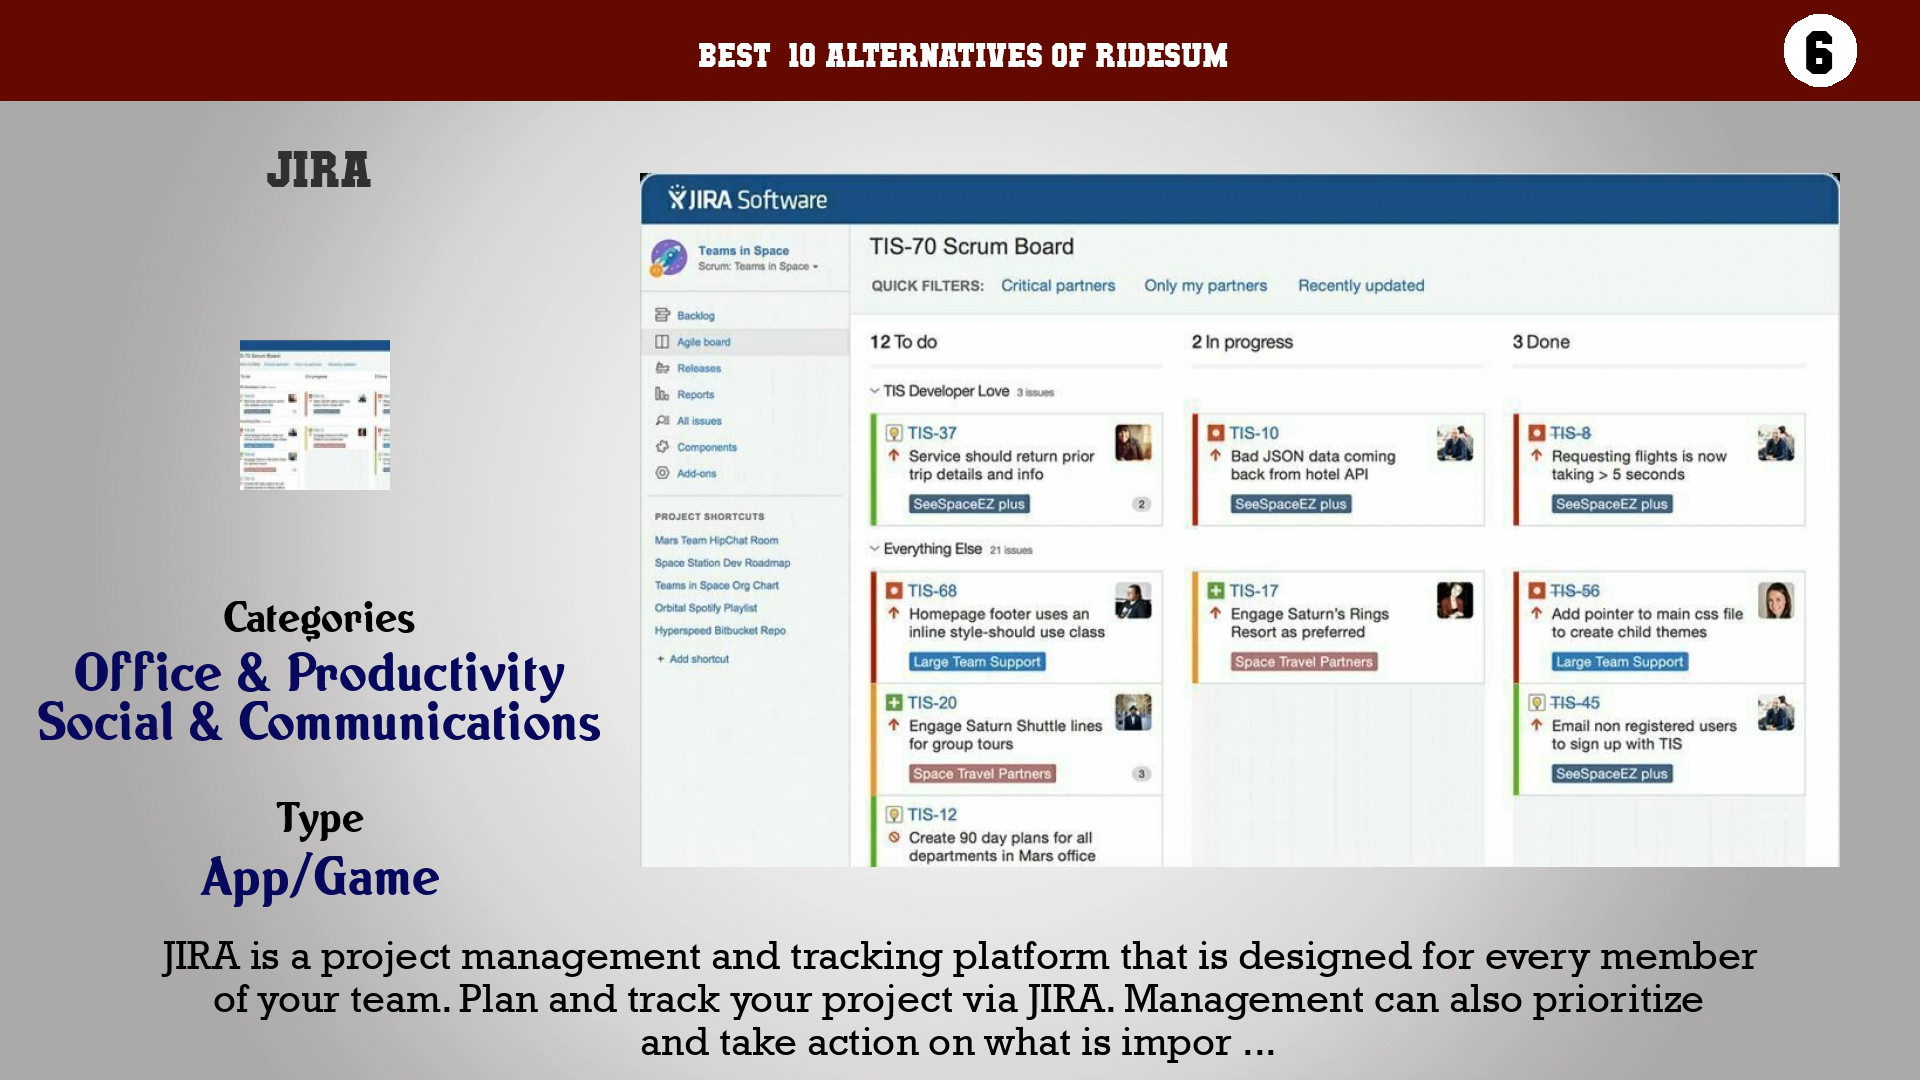 BEST 10 ALTERNATIVES OF RIDESUM
6
JIRA
Categories
Office & Productivity
Social & Communications
Type
App/Game
JIRA Software
Teams in Space
Scrum: Teams in Space
Backlog
Agile board
Releases
Reports
All issues
Components
Add-ons
PROJECT SHORTCUTS
Mars Team HipChat Room
Space Station Dev Roadmap
Teams in Space Org Chart
Orbital Spotify Playlist
Hyperspeed Bitbucket Repo
+ Add shortcut
TIS-70 Scrum Board
QUICK FILTERS: Critical partners Only my partners Recently updated
12 To do 2 In progress 3 Done
TIS Developer Love 3 issues
TIS-37
Service should return prior
trip details and info
SeeSpaceEZ plus
2
TIS-10
Bad JSON data coming
back from hotel API
SeeSpaceEZ plus
TIS-8
Requesting flights is now
taking > 5 seconds
SeeSpaceEZ plus
Everything Else 21 issues
TIS-68
Homepage footer uses an
inline style-should use class
Large Team Support
TIS-17
Engage Saturn's Rings
Resort as preferred
Space Travel Partners
TIS-56
Add pointer to main css file
to create child themes
Large Team Support
TIS-20
Engage Saturn Shuttle lines
for group tours
Space Travel Partners
3
TIS-45
Email non registered users
to sign up with TIS
SeeSpaceEZ plus
TIS-12
Create 90 day plans for all
departments in Mars office
JIRA is a project management and tracking platform that is designed for every member
of your team. Plan and track your project via JIRA. Management can also prioritize
and take action on what is impor ...